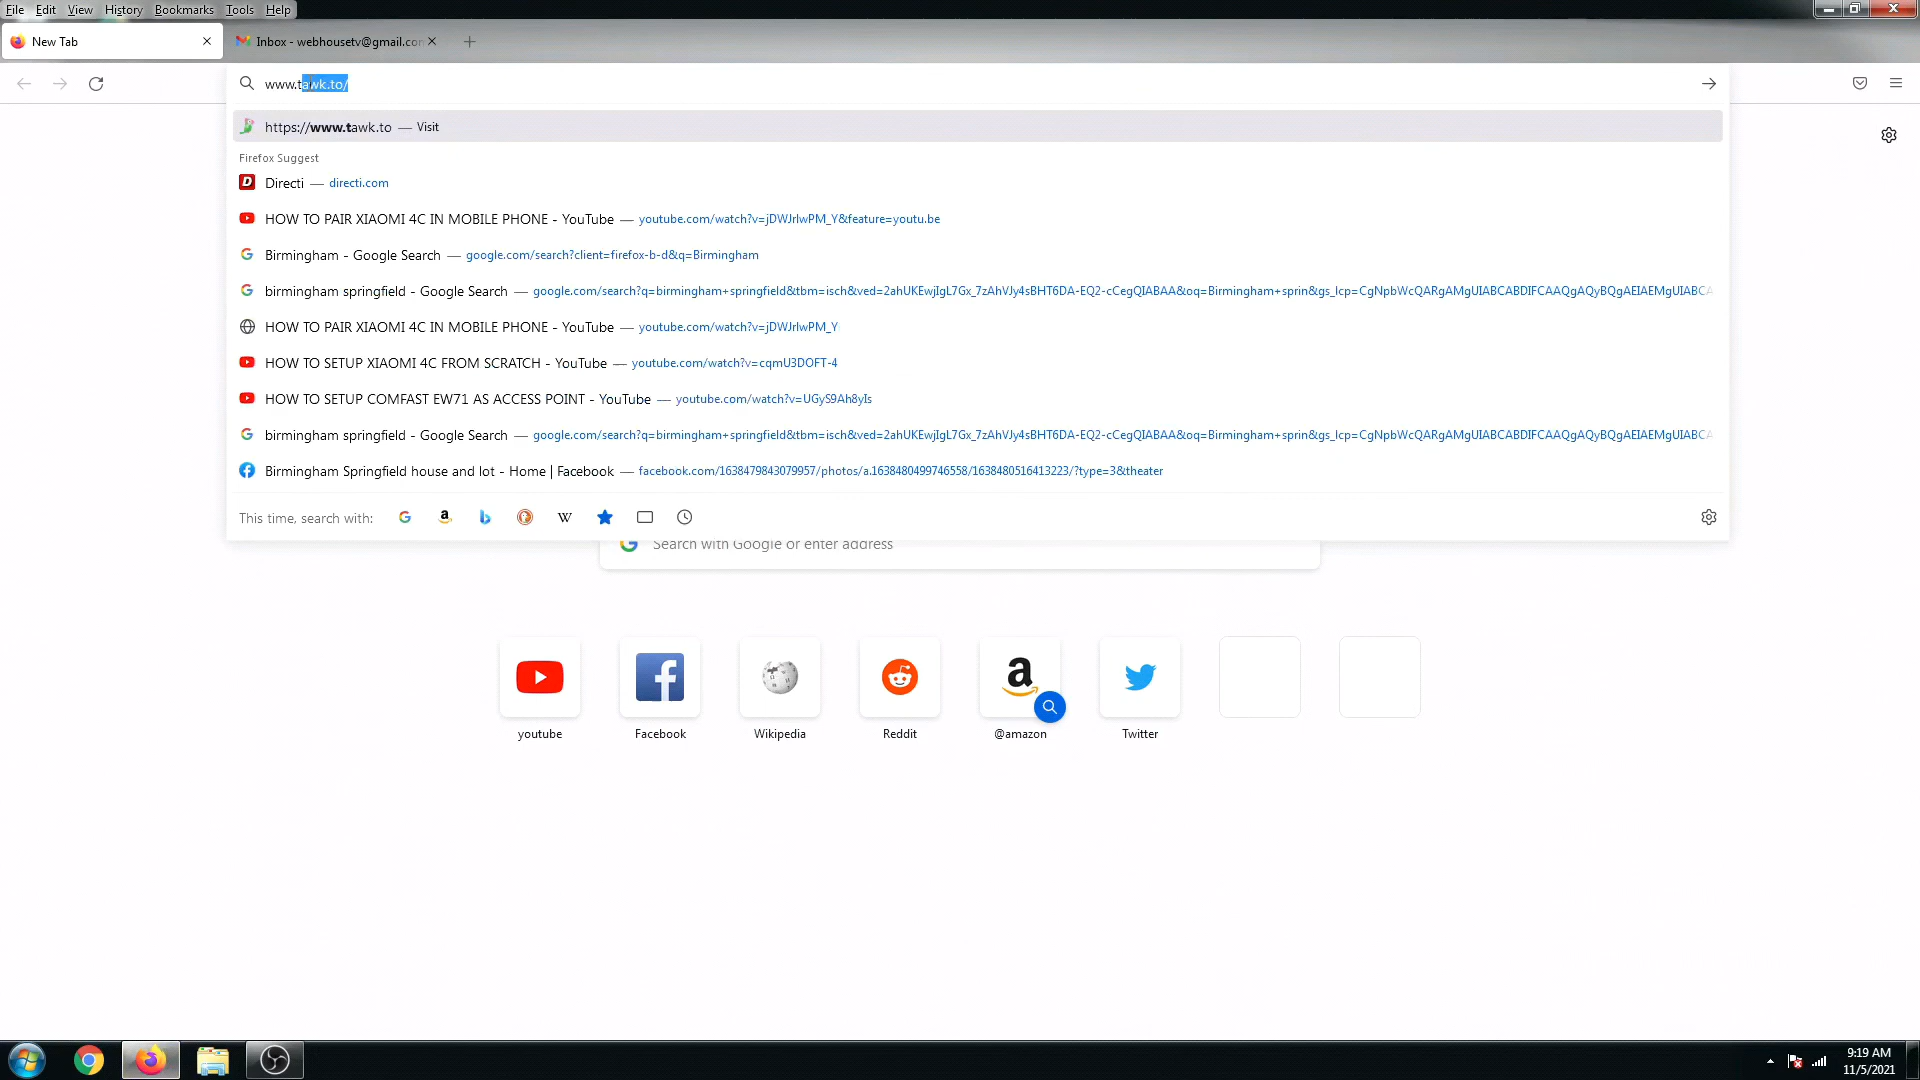 File Edit View History Bookmarks Tools Help
New Tab
Inbox - webhousetv@gmail.com
www.tawk.to/
https://www.tawk.to — Visit
Firefox Suggest
Directi — directi.com
HOW TO PAIR XIAOMI 4C IN MOBILE PHONE - YouTube — youtube.com/watch?v=jDWJrIwPM_Y&feature=youtu.be
Birmingham - Google Search — google.com/search?client=firefox-b-d&q=Birmingham
birmingham springfield - Google Search — google.com/search?q=birmingham+springfield&tbm=isch&ved=2ahUKEwjIgL7Gx_7zAhVJy4sBHT6DA-EQ2-cCegQIABAA&oq=Birmingham+sprin&gs_lcp=CgNpbWcQARgAMgUIABCABDIFCAAQgAQyBQgAEIAEMgUIABCA
HOW TO PAIR XIAOMI 4C IN MOBILE PHONE - YouTube — youtube.com/watch?v=jDWJrIwPM_Y
HOW TO SETUP XIAOMI 4C FROM SCRATCH - YouTube — youtube.com/watch?v=cqmU3DOFT-4
HOW TO SETUP COMFAST EW71 AS ACCESS POINT - YouTube — youtube.com/watch?v=UGyS9Ah8yIs
birmingham springfield - Google Search — google.com/search?q=birmingham+springfield&tbm=isch&ved=2ahUKEwjIgL7Gx_7zAhVJy4sBHT6DA-EQ2-cCegQIABAA&oq=Birmingham+sprin&gs_lcp=CgNpbWcQARgAMgUIABCABDIFCAAQgAQyBQgAEIAEMgUIABCA
Birmingham Springfield house and lot - Home | Facebook — facebook.com/1638479843079957/photos/a.1638480499746558/1638480516413223/?type=3&theater
This time, search with:
Search with Google or enter address
youtube Facebook Wikipedia Reddit @amazon Twitter
9:19 AM
11/5/2021